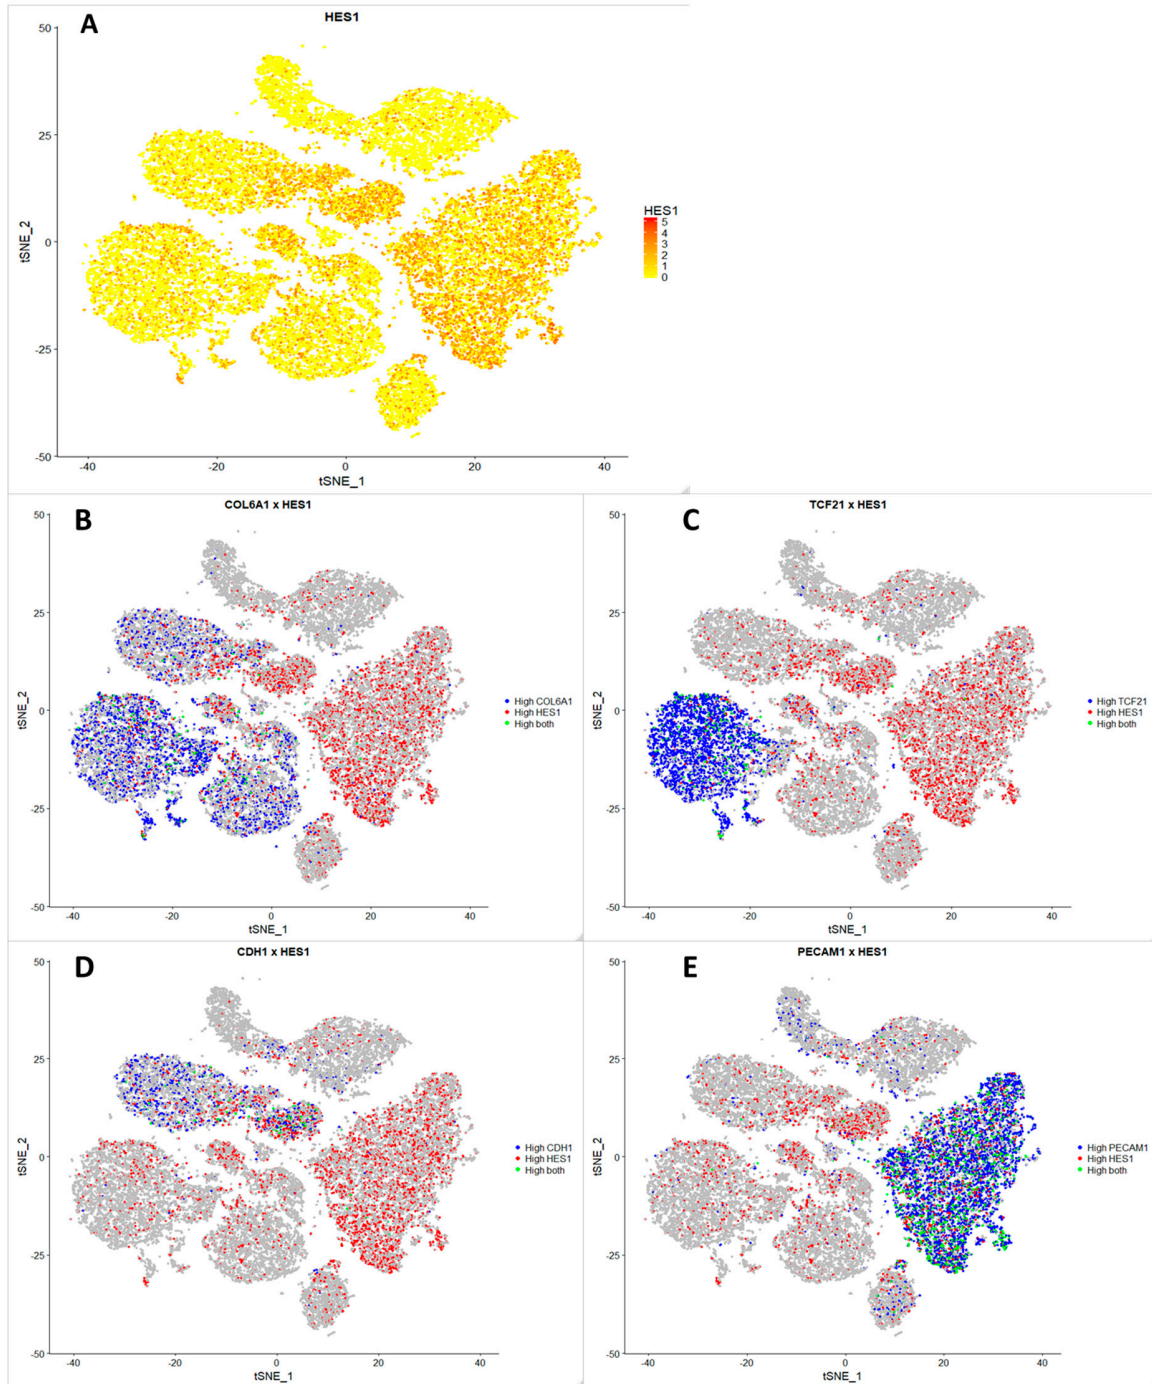 A
HES1
50
25
0
-25
-50
tSNE_2
-40
-20
0
20
40
tSNE_1
HES1
5
4
3
2
1
0
B
COL6A1 x HES1
50
25
0
-25
-50
tSNE_2
-40
-20
0
20
40
tSNE_1
High COL6A1
High HES1
High both
C
TCF21 x HES1
50
25
0
-25
-50
tSNE_2
-40
-20
0
20
40
tSNE_1
High TCF21
High HES1
High both
D
CDH1 x HES1
50
25
0
-25
-50
tSNE_2
-40
-20
0
20
40
tSNE_1
High CDH1
High HES1
High both
E
PECAM1 x HES1
50
25
0
-25
-50
tSNE_2
-40
-20
0
20
40
tSNE_1
High PECAM1
High HES1
High both